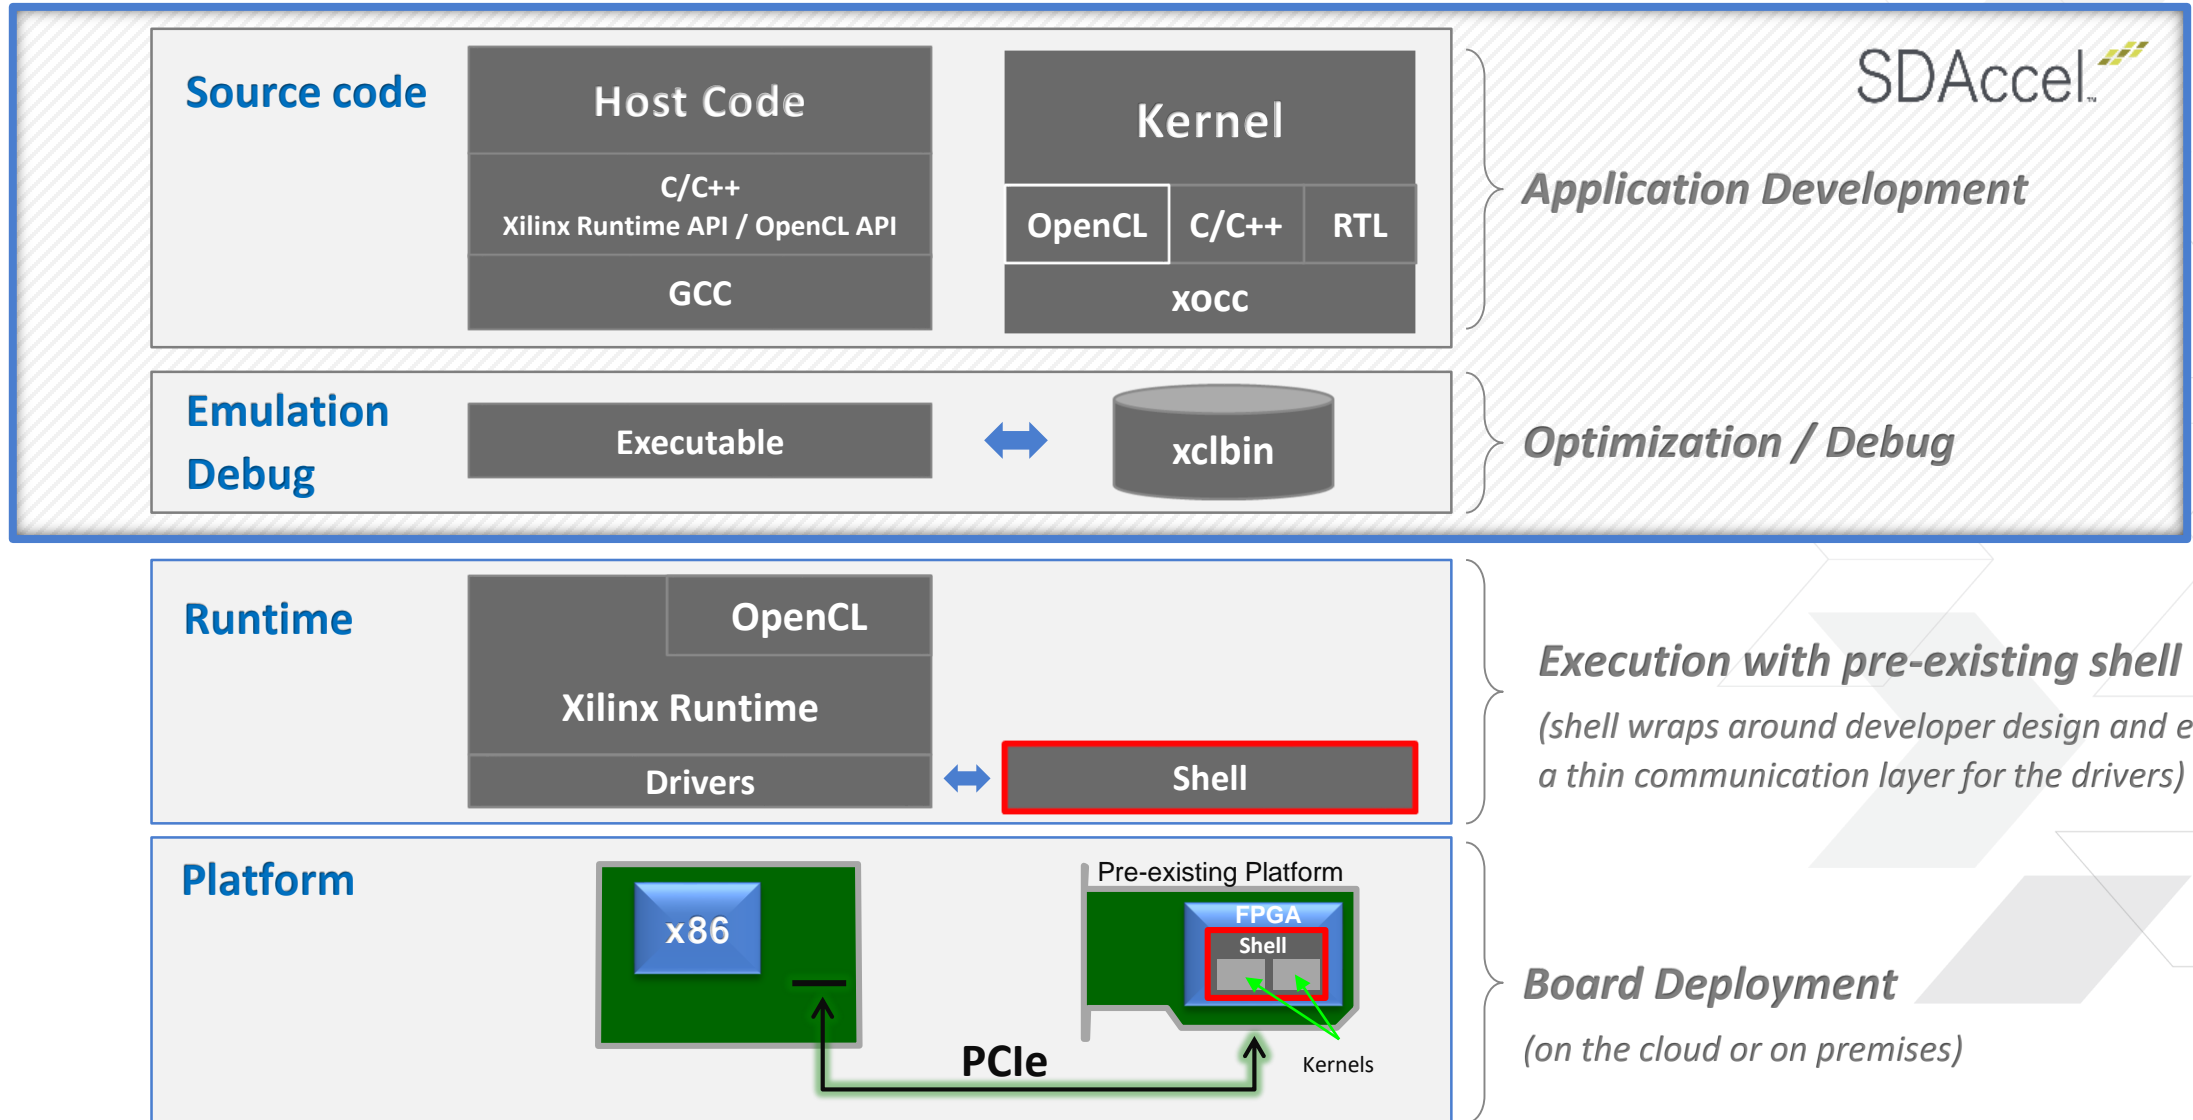 Source code
Host Code
C/C++
Xilinx Runtime API / OpenCL API
GCC
Kernel
OpenCL
C/C++
RTL
xocc
SDAccel
Application Development
Emulation
Debug
Executable
xclbin
Optimization / Debug
Runtime
OpenCL
Xilinx Runtime
Drivers
Shell
Execution with pre-existing shell
(shell wraps around developer design and e
a thin communication layer for the drivers)
Platform
x86
Pre-existing Platform
FPGA
Shell
PCIe
Kernels
Board Deployment
(on the cloud or on premises)